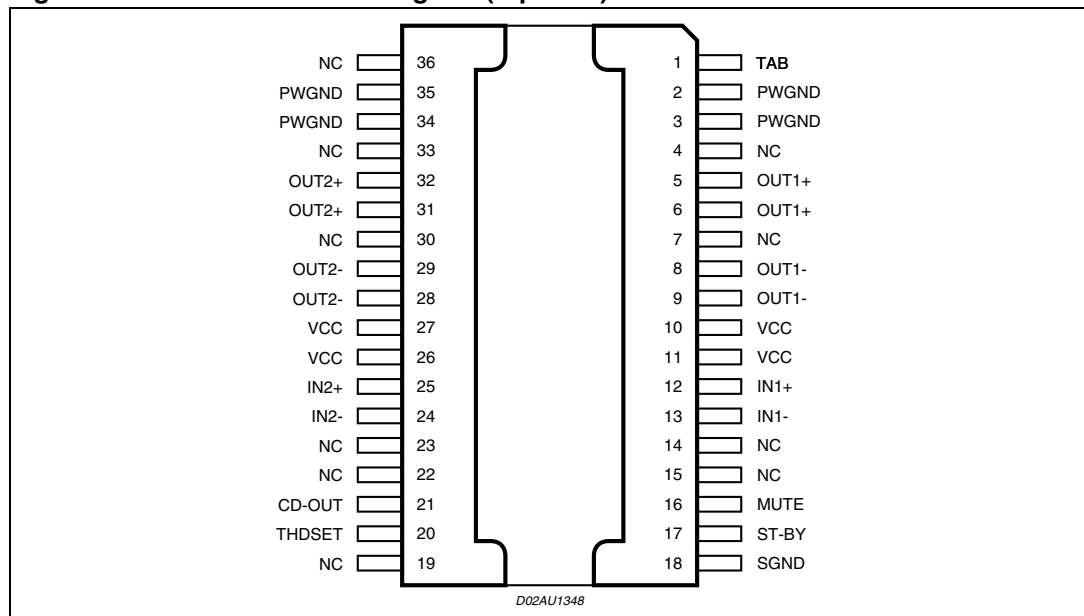 NC 36 1 TAB
PWGND 35 2 PWGND
PWGND 34 3 PWGND
NC 33 4 NC
OUT2+ 32 5 OUT1+
OUT2+ 31 6 OUT1+
NC 30 7 NC
OUT2- 29 8 OUT1-
OUT2- 28 9 OUT1-
VCC 27 10 VCC
VCC 26 11 VCC
IN2+ 25 12 IN1+
IN2- 24 13 IN1-
NC 23 14 NC
NC 22 15 NC
CD-OUT 21 16 MUTE
THDSET 20 17 ST-BY
NC 19 18 SGND
D02AU1348